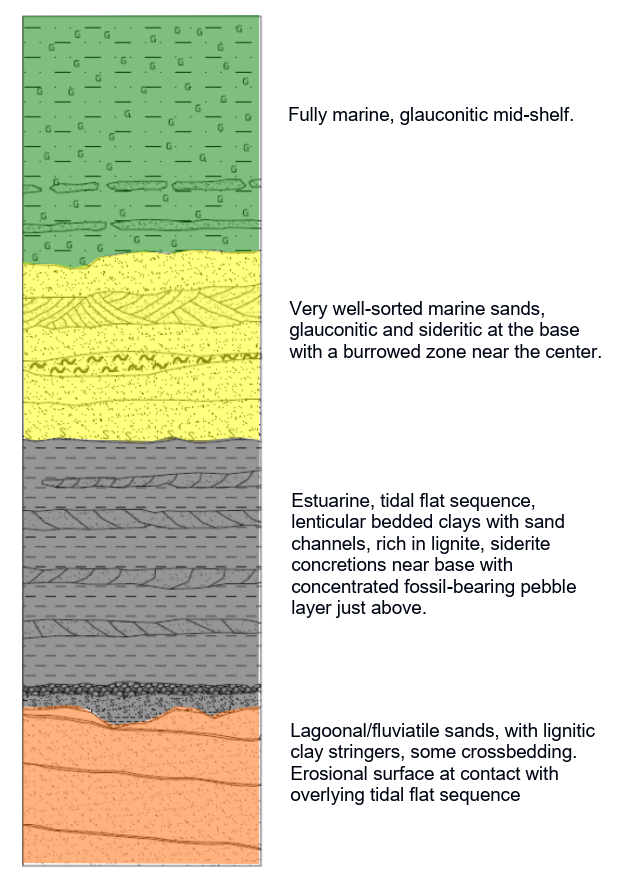 Fully marine, glauconitic mid-shelf.
Very well-sorted marine sands,
glauconitic and sideritic at the base
with a burrowed zone near the center.
Estuarine, tidal flat sequence,
lenticular bedded clays with sand
channels, rich in lignite, siderite
concretions near base with
concentrated fossil-bearing pebble
layer just above.
Lagoonal/fluviatile sands, with lignitic
clay stringers, some crossbedding.
Erosional surface at contact with
overlying tidal flat sequence